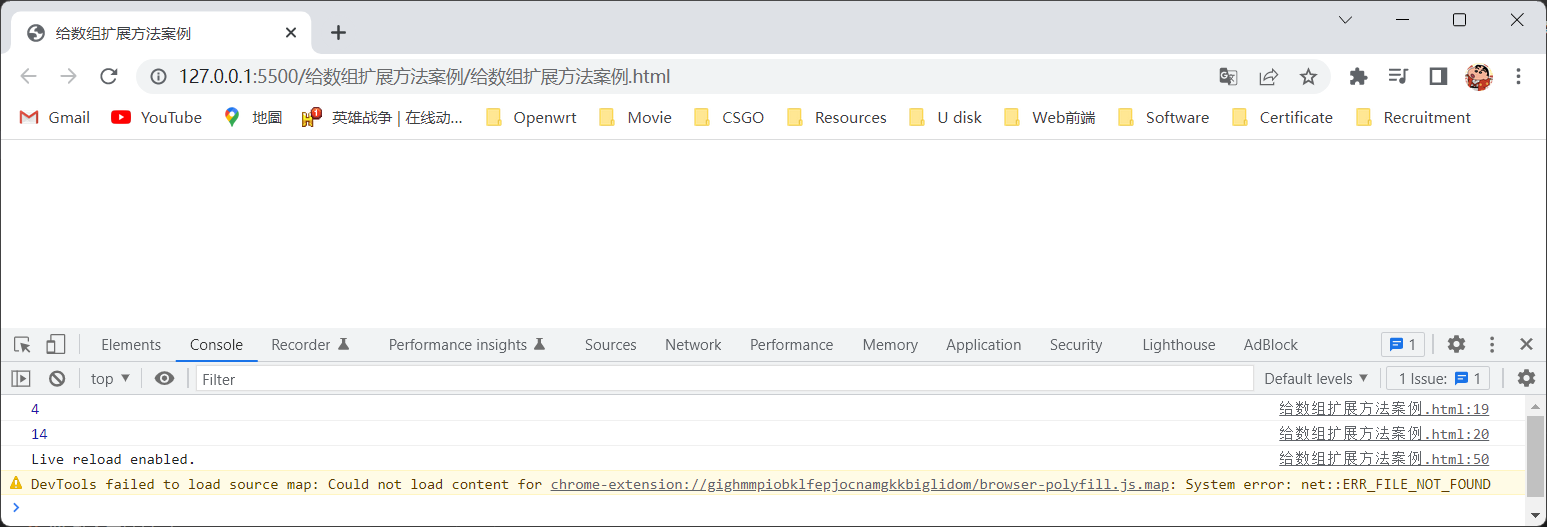 给数组扩展方法案例
127.0.0.1:5500/给数组扩展方法案例/给数组扩展方法案例.html
Gmail YouTube 地圖 英雄战争 | 在线动... Openwrt Movie CSGO Resources U disk Web前端 Software Certificate Recruitment
Elements Console Recorder Performance insights Sources Network Performance Memory Application Security Lighthouse AdBlock 1
top Filter Default levels 1 Issue: 1
4 给数组扩展方法案例.html:19
14 给数组扩展方法案例.html:20
Live reload enabled. 给数组扩展方法案例.html:50
DevTools failed to load source map: Could not load content for chrome-extension://gighmmpiobklfepjocnamgkkbiglidom/browser-polyfill.js.map: System error: net::ERR_FILE_NOT_FOUND